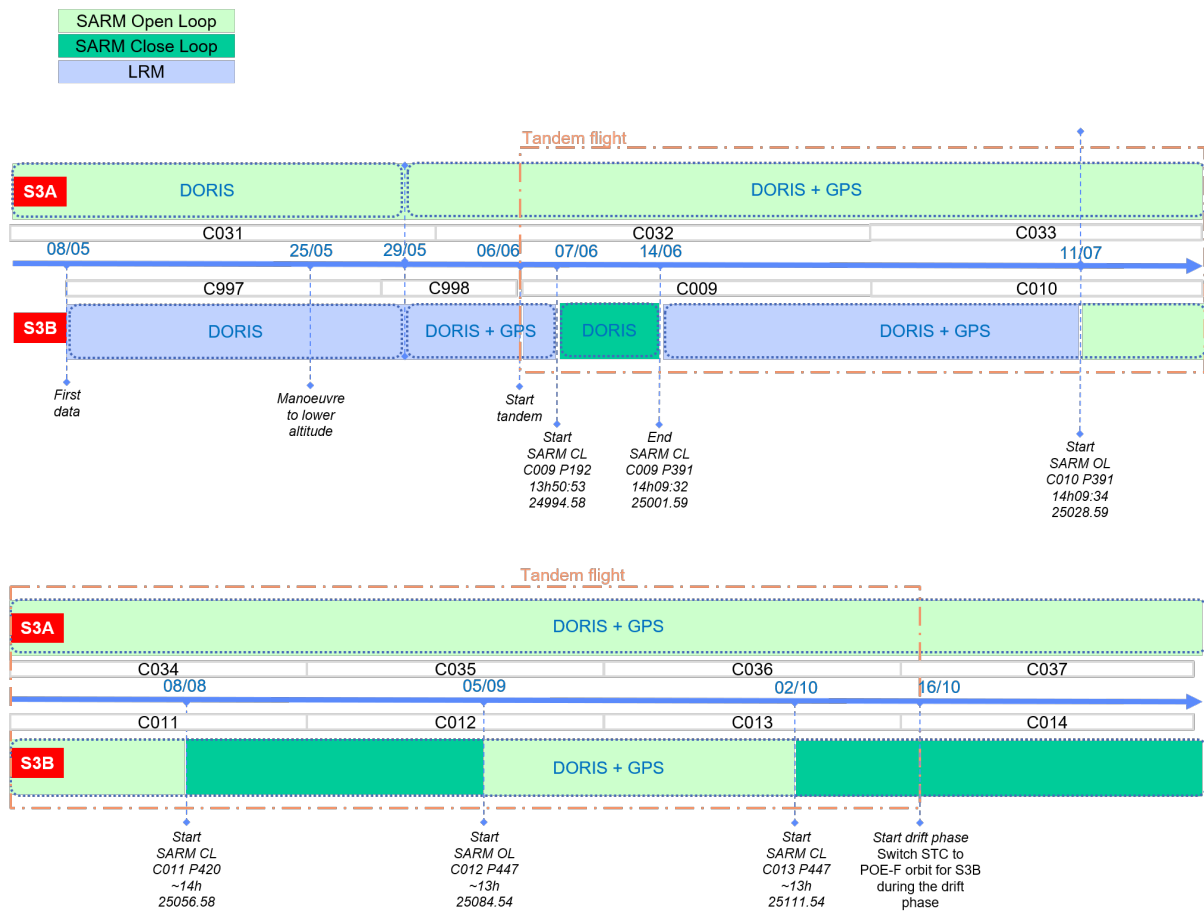 SARM Open Loop
SARM Close Loop
LRM
Tandem flight
S3A
DORIS
DORIS + GPS
C031
C032
C033
08/05
25/05
29/05
06/06
07/06
14/06
11/07
C997
C998
C009
C010
S3B
DORIS
DORIS + GPS
DORIS
DORIS + GPS
First
data
Manoeuvre
to lower
altitude
Start
tandem
Start
SARM CL
C009 P192
13h50:53
24994.58
End
SARM CL
C009 P391
14h09:32
25001.59
Start
SARM OL
C010 P391
14h09:34
25028.59
Tandem flight
S3A
DORIS + GPS
C034
C035
C036
C037
08/08
05/09
02/10
16/10
C011
C012
C013
C014
S3B
DORIS + GPS
Start
SARM CL
C011 P420
~14h
25056.58
Start
SARM OL
C012 P447
~13h
25084.54
Start
SARM CL
C013 P447
~13h
25111.54
Start drift phase
Switch STC to
POE-F orbit for S3B
during the drift
phase